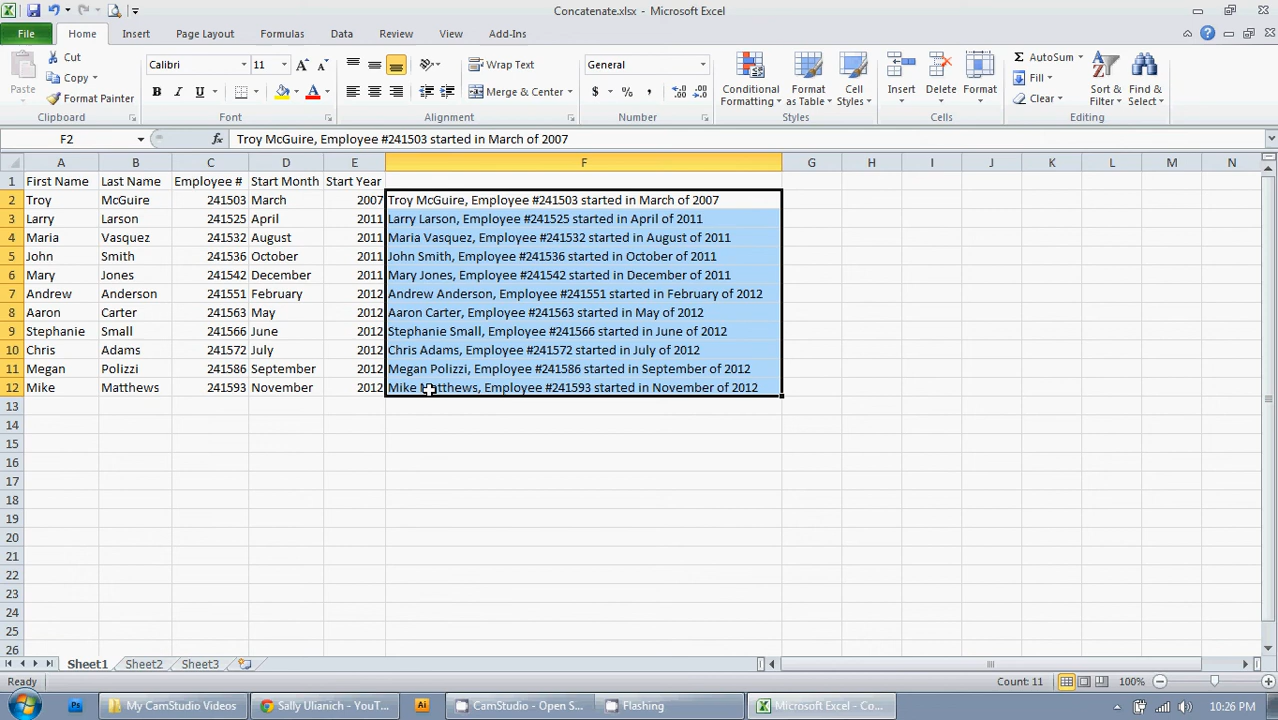 Concatenate.xlsx - Microsoft Excel
File Home Insert Page Layout Formulas Data Review View Add-Ins
Cut
Copy
Format Painter
Paste
Clipboard
Calibri 11
B I U A
Font
Wrap Text
Merge & Center
Alignment
General
$ % ,
Number
Conditional Formatting
Format as Table
Cell Styles
Styles
Insert Delete Format
Cells
AutoSum
Fill
Clear
Sort & Filter
Find & Select
Editing
F2 fx Troy McGuire, Employee #241503 started in March of 2007
A B C D E F G H I J K L M N
1 First Name Last Name Employee # Start Month Start Year
2 Troy McGuire 241503 March 2007 Troy McGuire, Employee #241503 started in March of 2007
3 Larry Larson 241525 April 2011 Larry Larson, Employee #241525 started in April of 2011
4 Maria Vasquez 241532 August 2011 Maria Vasquez, Employee #241532 started in August of 2011
5 John Smith 241536 October 2011 John Smith, Employee #241536 started in October of 2011
6 Mary Jones 241542 December 2011 Mary Jones, Employee #241542 started in December of 2011
7 Andrew Anderson 241551 February 2012 Andrew Anderson, Employee #241551 started in February of 2012
8 Aaron Carter 241563 May 2012 Aaron Carter, Employee #241563 started in May of 2012
9 Stephanie Small 241566 June 2012 Stephanie Small, Employee #241566 started in June of 2012
10 Chris Adams 241572 July 2012 Chris Adams, Employee #241572 started in July of 2012
11 Megan Polizzi 241586 September 2012 Megan Polizzi, Employee #241586 started in September of 2012
12 Mike Matthews 241593 November 2012 Mike Matthews, Employee #241593 started in November of 2012
13
14
15
16
17
18
19
20
21
22
23
24
25
26
Sheet1 Sheet2 Sheet3
Ready Count: 11 100%
Ps My CamStudio Videos Sally Ulianich - YouT... Ai CamStudio - Open S... Flashing Microsoft Excel - Co... 10:26 PM